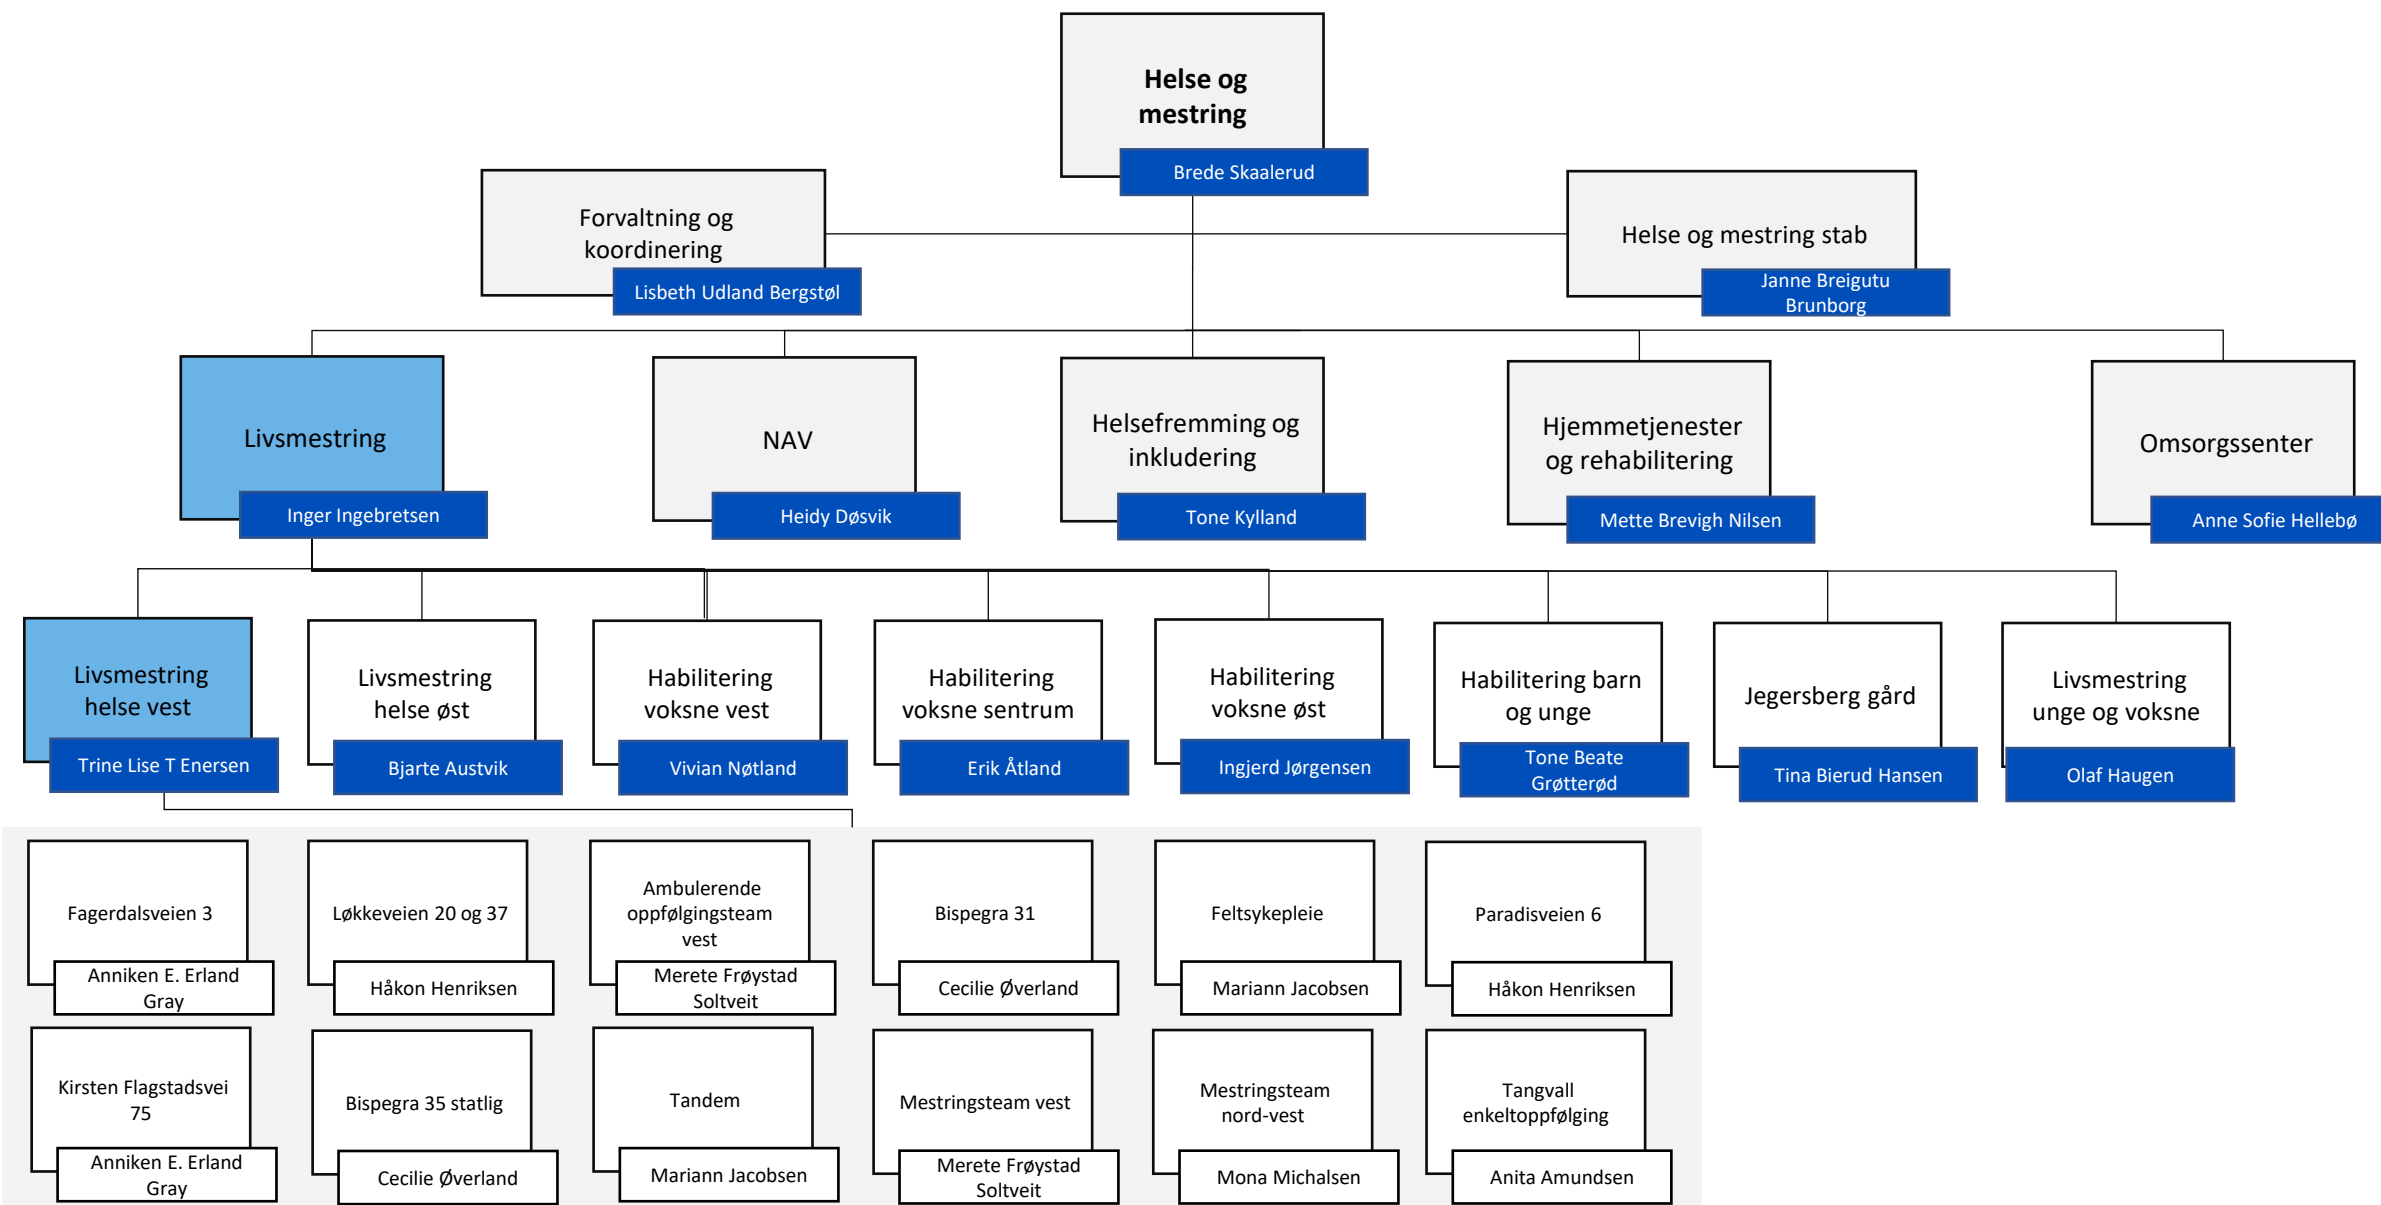 Helse og
mestring
Brede Skaalerud
Forvaltning og
koordinering
Lisbeth Udland Bergstøl
Helse og mestring stab
Janne Breigutu
Brunborg
Livsmestring
Inger Ingebretsen
NAV
Heidy Døsvik
Helsefremming og
inkludering
Tone Kylland
Hjemmetjenester
og rehabilitering
Mette Brevigh Nilsen
Omsorgssenter
Anne Sofie Hellebø
Livsmestring
helse vest
Trine Lise T Enersen
Livsmestring
helse øst
Bjarte Austvik
Habilitering
voksne vest
Vivian Nøtland
Habilitering
voksne sentrum
Erik Åtland
Habilitering
voksne øst
Ingjerd Jørgensen
Habilitering barn
og unge
Tone Beate
Grøtterød
Jegersberg gård
Tina Bierud Hansen
Livsmestring
unge og voksne
Olaf Haugen
Fagerdalsveien 3
Anniken E. Erland
Gray
Løkkeveien 20 og 37
Håkon Henriksen
Ambulerende
oppfølgingsteam
vest
Merete Frøystad
Soltveit
Bispegra 31
Cecilie Øverland
Feltsykepleie
Mariann Jacobsen
Paradisveien 6
Håkon Henriksen
Kirsten Flagstadsvei
75
Anniken E. Erland
Gray
Bispegra 35 statlig
Cecilie Øverland
Tandem
Mariann Jacobsen
Mestringsteam vest
Merete Frøystad
Soltveit
Mestringsteam
nord-vest
Mona Michalsen
Tangvall
enkeltoppfølging
Anita Amundsen